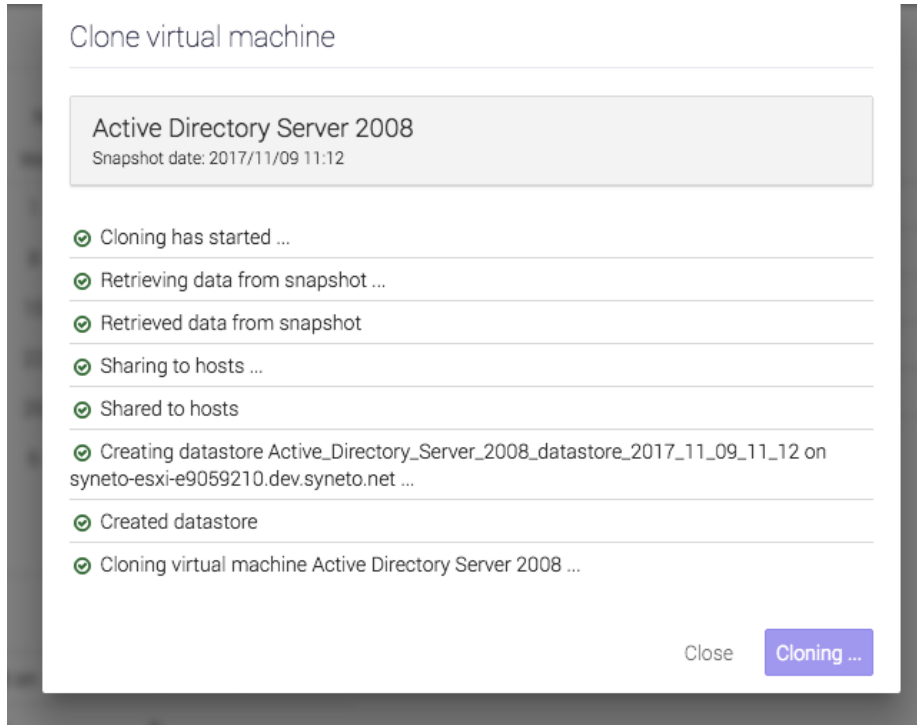 Clone virtual machine
Active Directory Server 2008
Snapshot date: 2017/11/09 11:12
Cloning has started ...
Retrieving data from snapshot ...
Retrieved data from snapshot
Sharing to hosts ...
Shared to hosts
Creating datastore Active_Directory_Server_2008_datastore_2017_11_09_11_12 on
syneto-esxi-e9059210.dev.syneto.net ...
Created datastore
Cloning virtual machine Active Directory Server 2008 ...
Close
Cloning ...